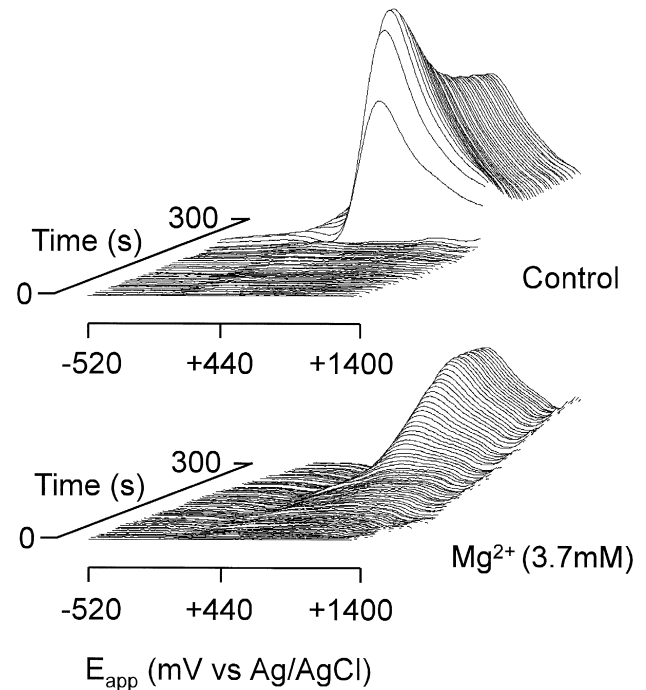 300
Time (s)
0
Control
-520 +440 +1400
300
Time (s)
0
Mg²⁺ (3.7mM)
-520 +440 +1400
E_app (mV vs Ag/AgCl)